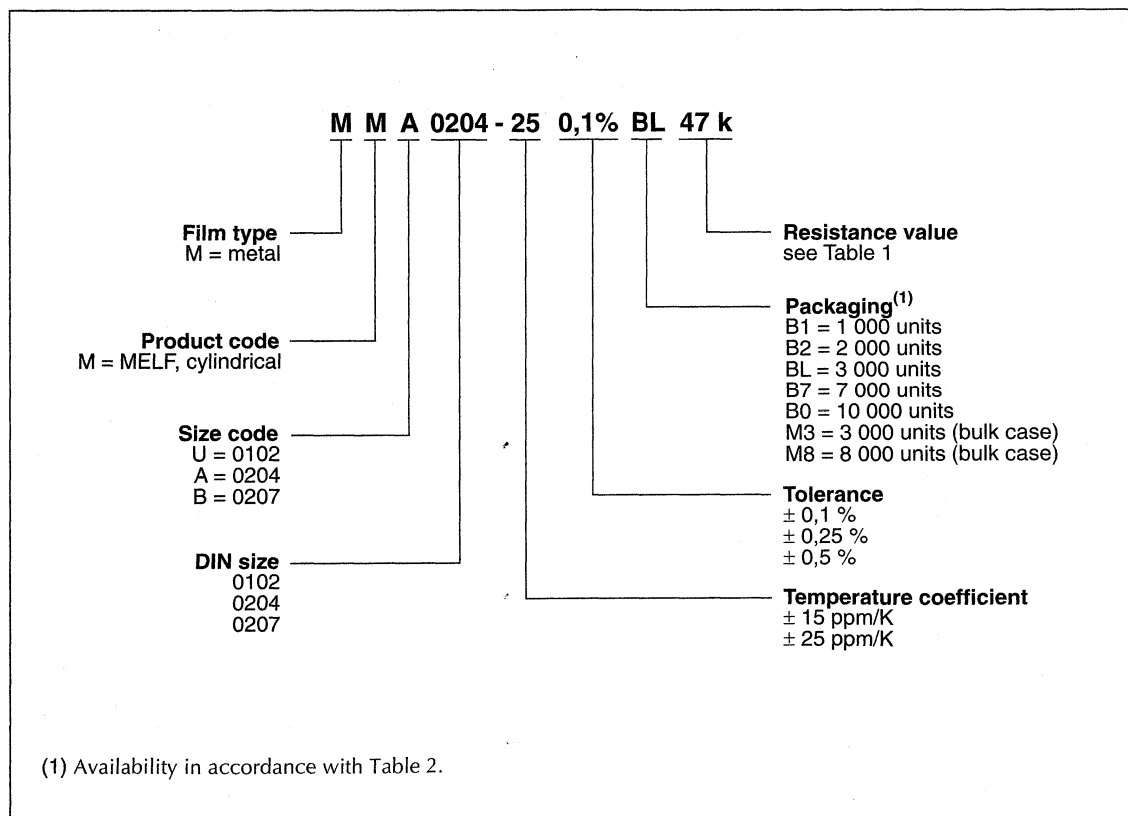 M M A 0204 - 25 0,1% BL 47 k
Film type
M = metal
Product code
M = MELF, cylindrical
Size code
U = 0102
A = 0204
B = 0207
DIN size
0102
0204
0207
Resistance value
see Table 1
Packaging(1)
B1 = 1 000 units
B2 = 2 000 units
BL = 3 000 units
B7 = 7 000 units
B0 = 10 000 units
M3 = 3 000 units (bulk case)
M8 = 8 000 units (bulk case)
Tolerance
± 0,1 %
± 0,25 %
± 0,5 %
Temperature coefficient
± 15 ppm/K
± 25 ppm/K
(1) Availability in accordance with Table 2.